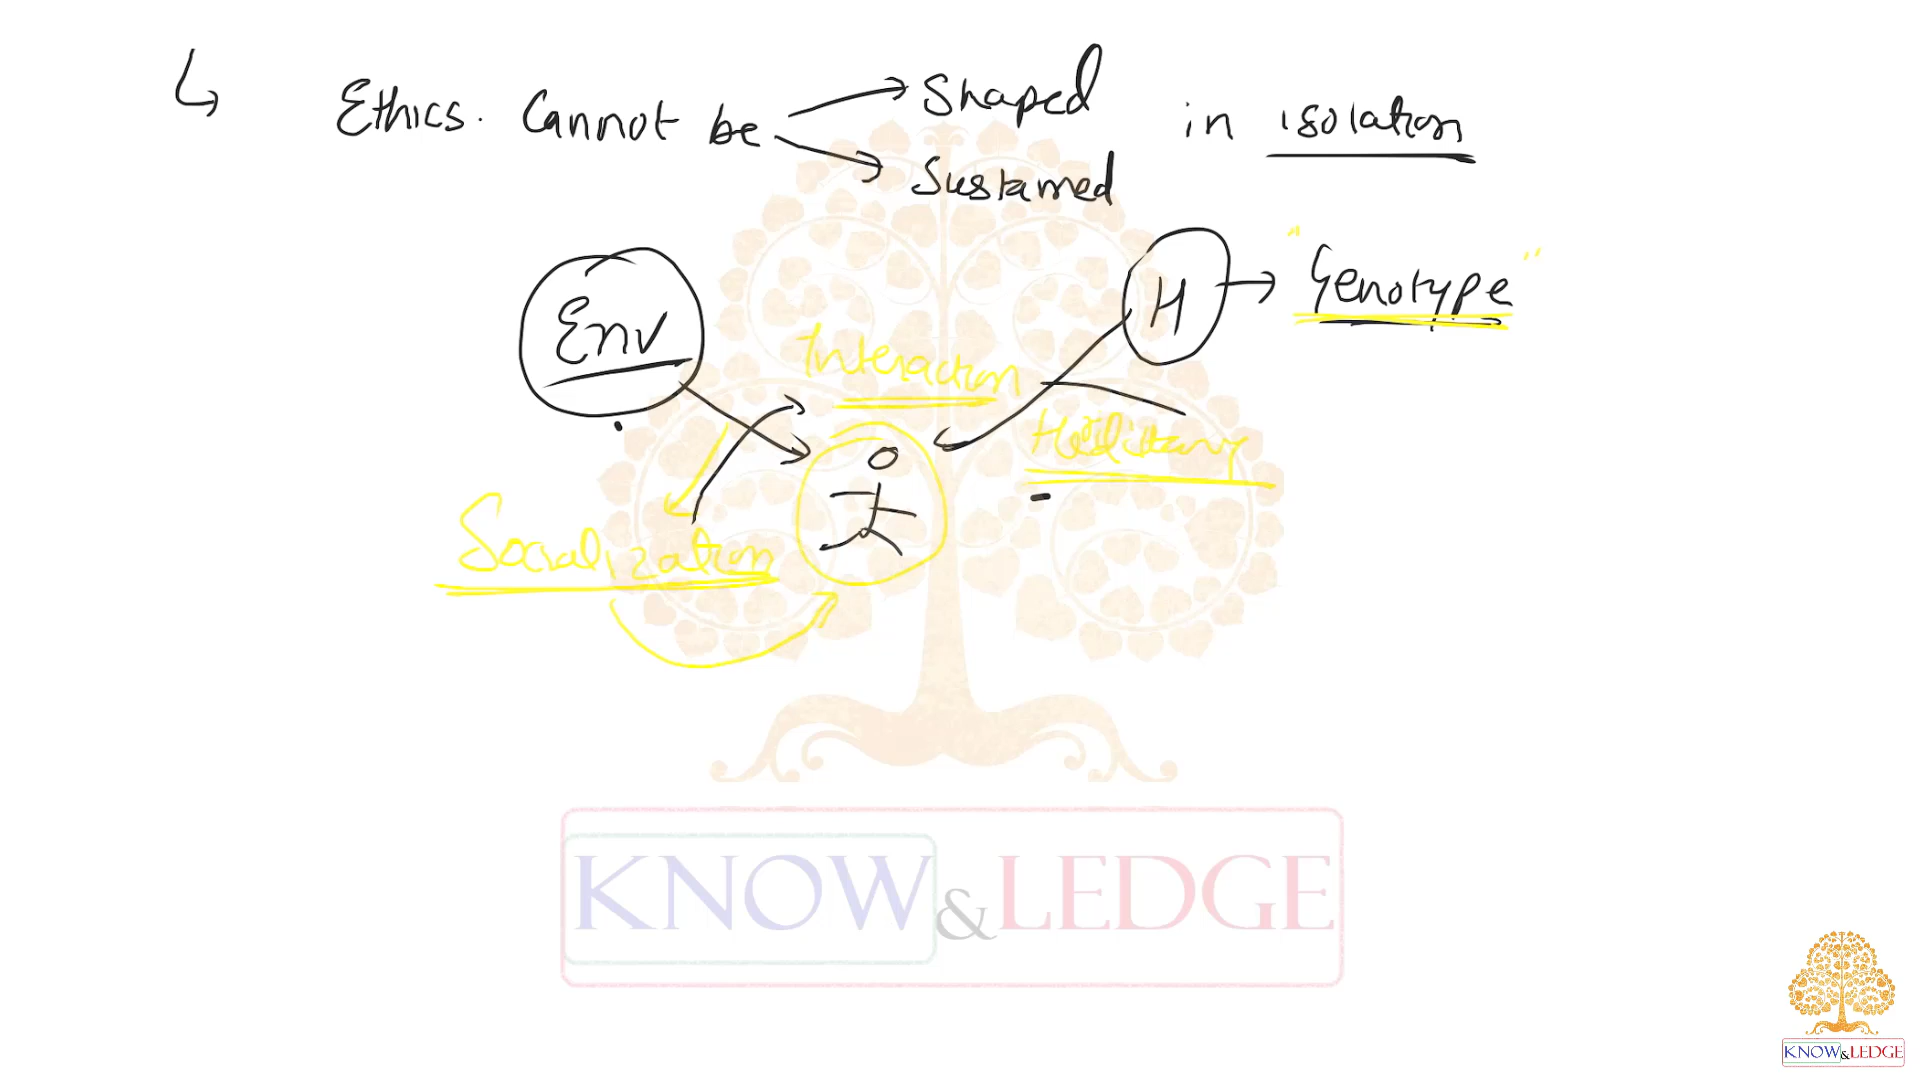 Ethics. Cannot be Shaped in isolation
Sustained
Env
H
"Genotype"
Interaction
Hereditary
Socialization
KNOW&LEDGE
KNOW&LEDGE